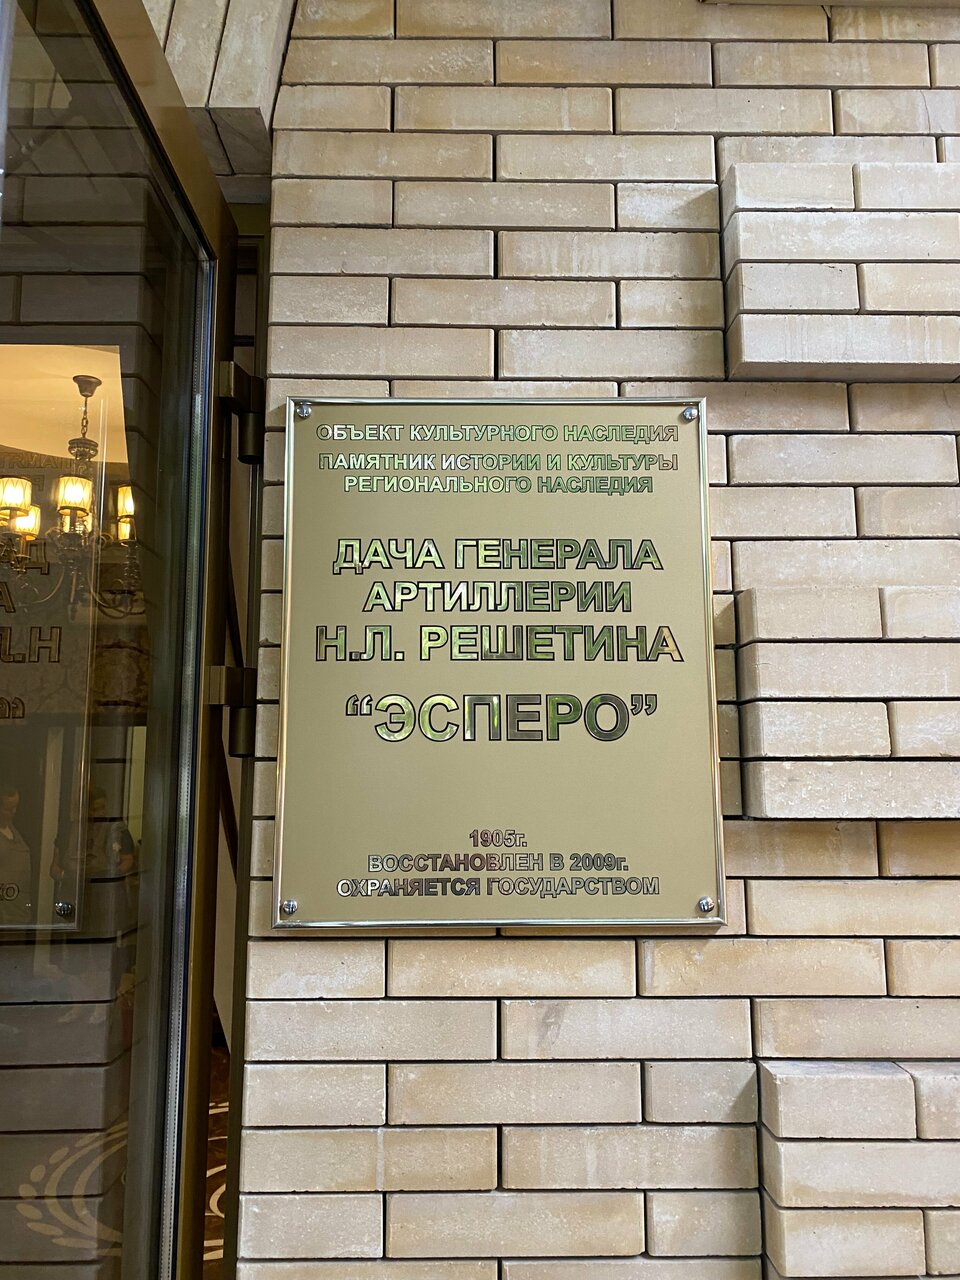 ОБЪЕКТ КУЛЬТУРНОГО НАСЛЕДИЯ
ПАМЯТНИК ИСТОРИИ И КУЛЬТУРЫ
РЕГИОНАЛЬНОГО НАСЛЕДИЯ
ДАЧА ГЕНЕРАЛА
АРТИЛЛЕРИИ
Н.Л. РЕШЕТИНА
“ЭСПЕРО”
1905г.
ВОССТАНОВЛЕН В 2009г.
ОХРАНЯЕТСЯ ГОСУДАРСТВОМ